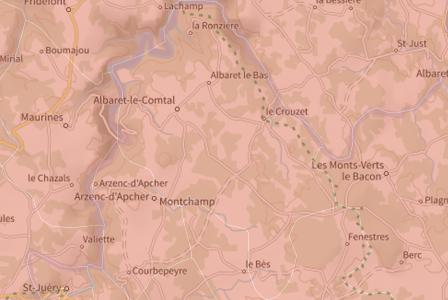 Fridefont
Lachamp
la Bessière
la Ronzière
St-Just
Boumajou
Mirial
Albaret le Bas
Albaret
Albaret-le-Comtal
Maurines
le Crouzet
Les Monts-Verts
le Bacon
le Chazals
Arzenc-d'Apcher
Arzenc-d'Apcher
Montchamp
Plagn
ules
Valiette
Fenestres
Berc
le Bès
Courbepeyre
St-Juéry